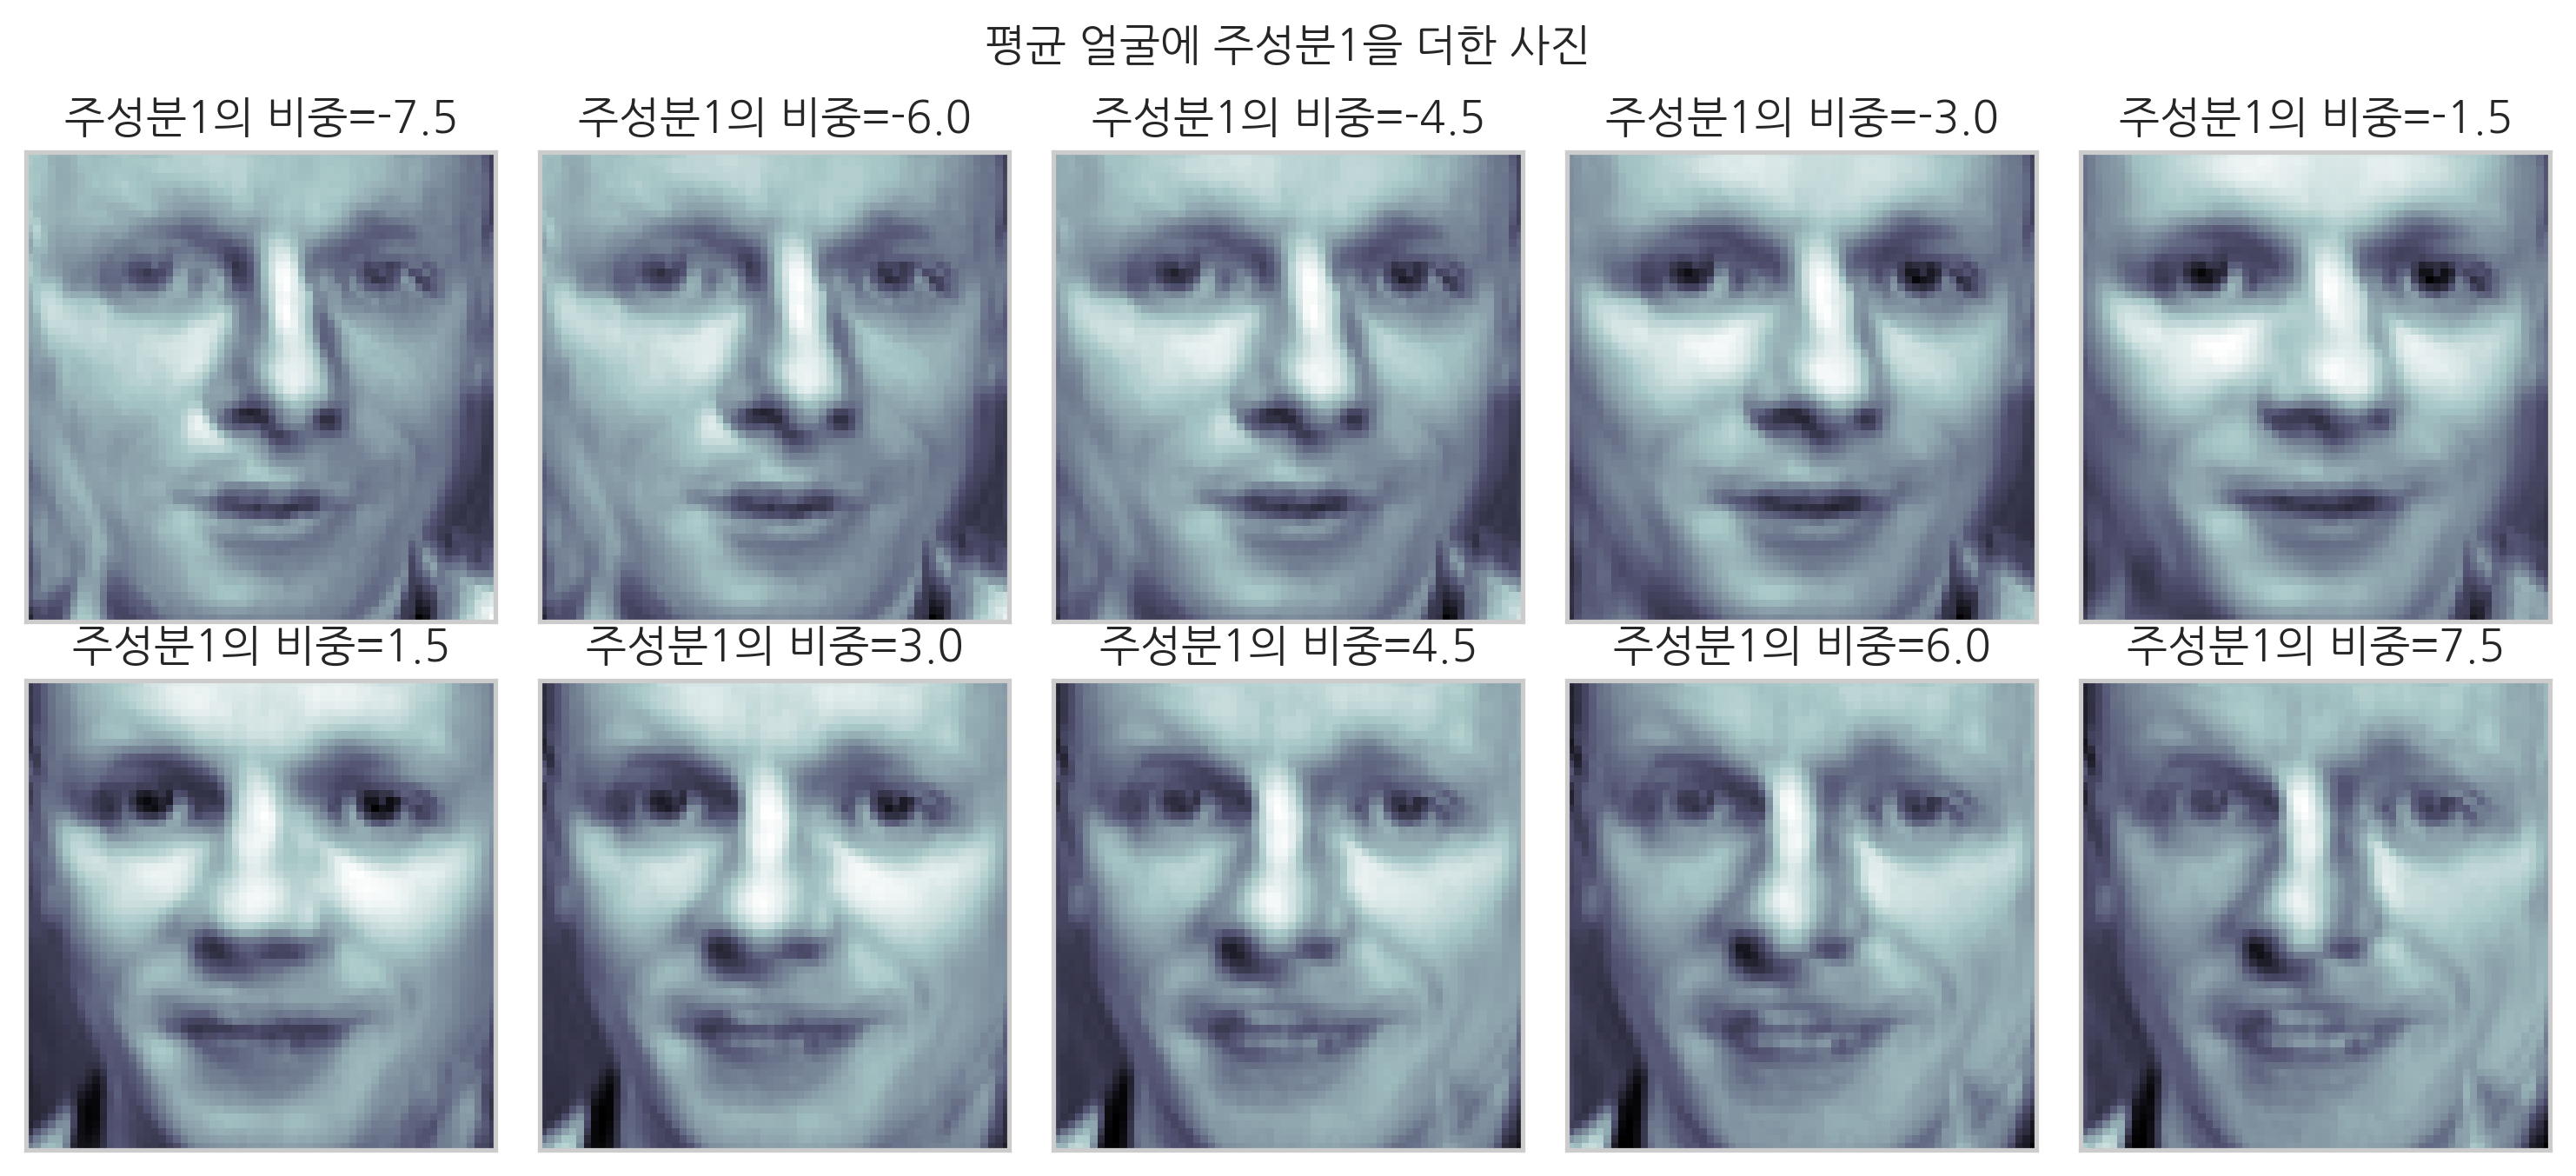 평균 얼굴에 주성분1을 더한 사진
주성분1의 비중=-7.5
주성분1의 비중=-6.0
주성분1의 비중=-4.5
주성분1의 비중=-3.0
주성분1의 비중=-1.5
주성분1의 비중=1.5
주성분1의 비중=3.0
주성분1의 비중=4.5
주성분1의 비중=6.0
주성분1의 비중=7.5